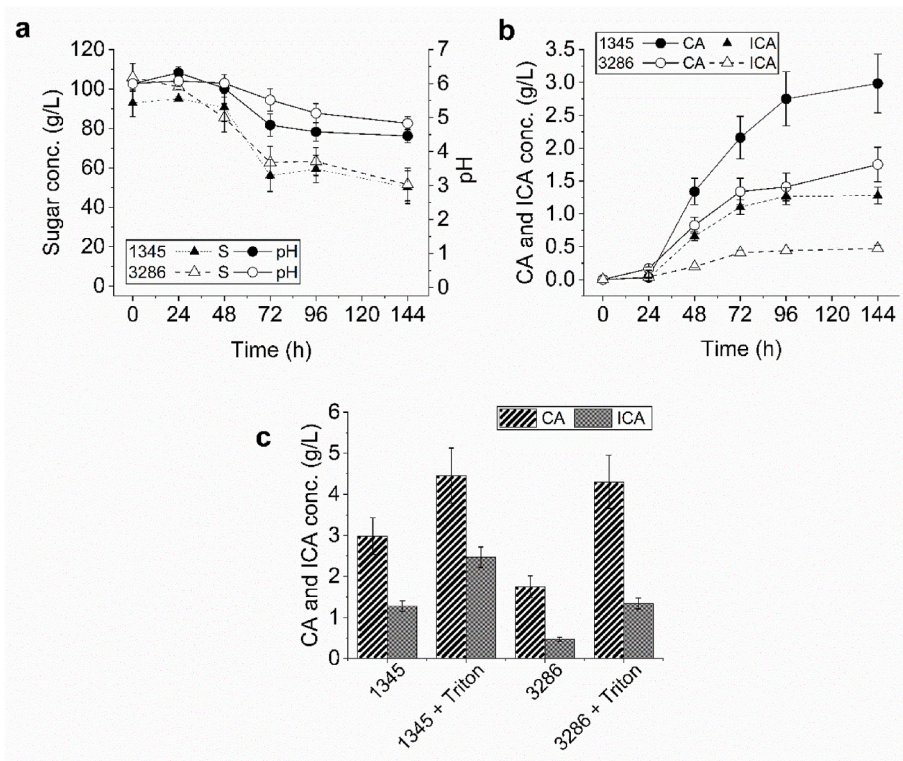 a
120
100
80
60
40
20
0
Sugar conc. (g/L)
7
6
5
4
3
2
1
0
pH
1345 S pH
3286 S pH
0 24 48 72 96 120 144
Time (h)
b
3.5
3.0
2.5
2.0
1.5
1.0
0.5
0.0
CA and ICA conc. (g/L)
1345 CA ICA
3286 CA ICA
0 24 48 72 96 120 144
Time (h)
c
6
5
4
3
2
1
0
CA and ICA conc. (g/L)
CA ICA
1345
1345 + Triton
3286
3286 + Triton